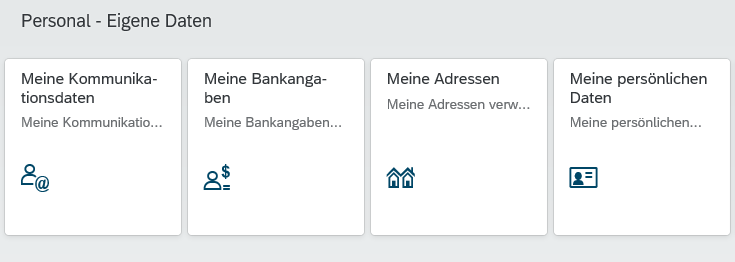 Personal - Eigene Daten
Meine Kommunika-
tionsdaten
Meine Kommunikatio...
Meine Bankanga-
ben
Meine Bankangaben...
Meine Adressen
Meine Adressen verw...
Meine persönlichen
Daten
Meine persönlichen...
@
$